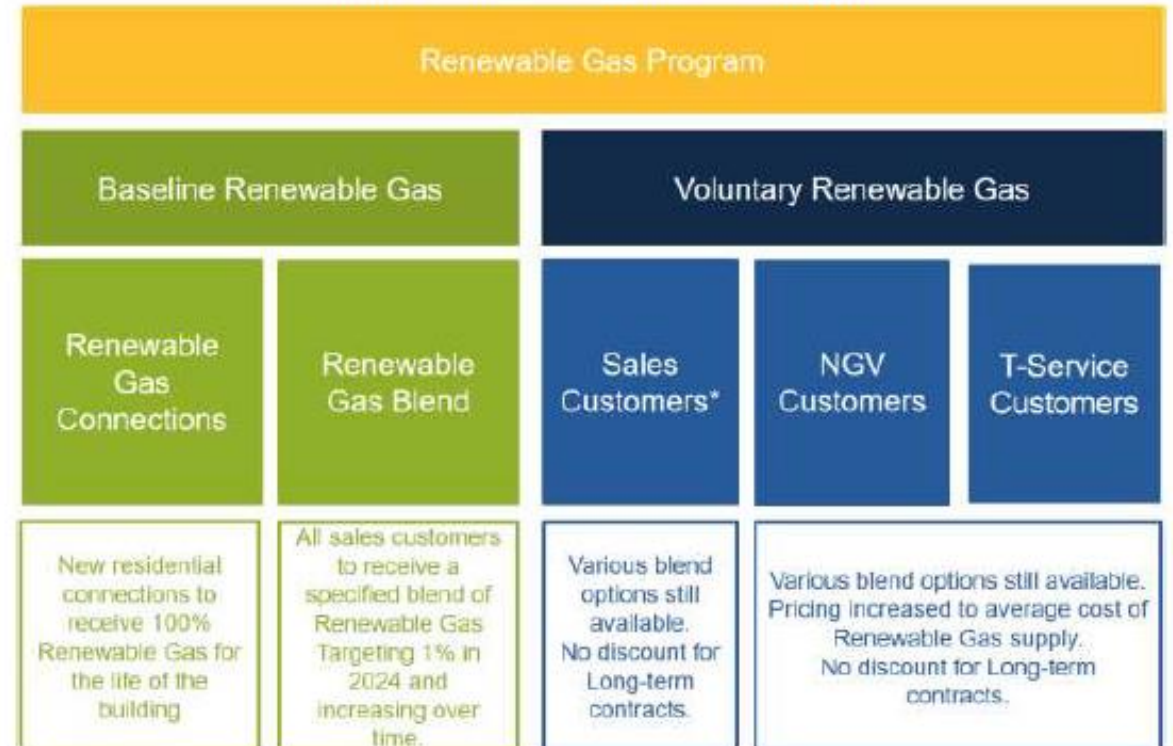 Renewable Gas Program
Baseline Renewable Gas
Voluntary Renewable Gas
Renewable
Gas
Connections
Renewable
Gas Blend
Sales
Customers*
NGV
Customers
T-Service
Customers
New residential
connections to
receive 100%
Renewable Gas for
the life of the
building
All sales customers
to receive a
specified blend of
Renewable Gas
Targeting 1% in
2024 and
increasing over
time.
Various blend
options still
available.
No discount for
Long-term
contracts.
Various blend options still available.
Pricing increased to average cost of
Renewable Gas supply.
No discount for Long-term
contracts.